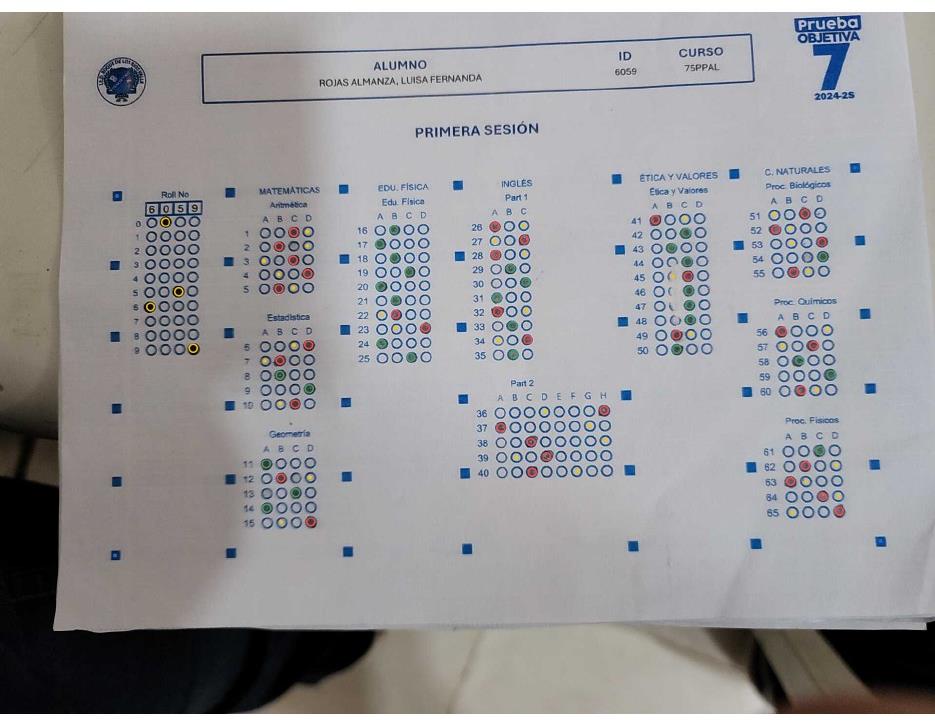 Prueba
OBJETIVA
7
2024-2S
ALUMNO ID CURSO
ROJAS ALMANZA, LUISA FERNANDA 6059 75PPAL
PRIMERA SESIÓN
Roll No
6 0 5 9
0
1
2
3
4
5
6
7
8
9
MATEMÁTICAS
Aritmética
A B C D
1
2
3
4
5
Estadística
A B C D
6
7
8
9
10
Geometría
A B C D
11
12
13
14
15
EDU. FÍSICA
Edu. Física
A B C D
16
17
18
19
20
21
22
23
24
25
INGLÉS
Part 1
A B C
26
27
28
29
30
31
32
33
34
35
Part 2
A B C D E F G H
36
37
38
39
40
ÉTICA Y VALORES
Ética y Valores
A B C D
41
42
43
44
45
46
47
48
49
50
C. NATURALES
Proc. Biológicos
A B C D
51
52
53
54
55
Proc. Químicos
A B C D
56
57
58
59
60
Proc. Físicos
A B C D
61
62
63
64
65